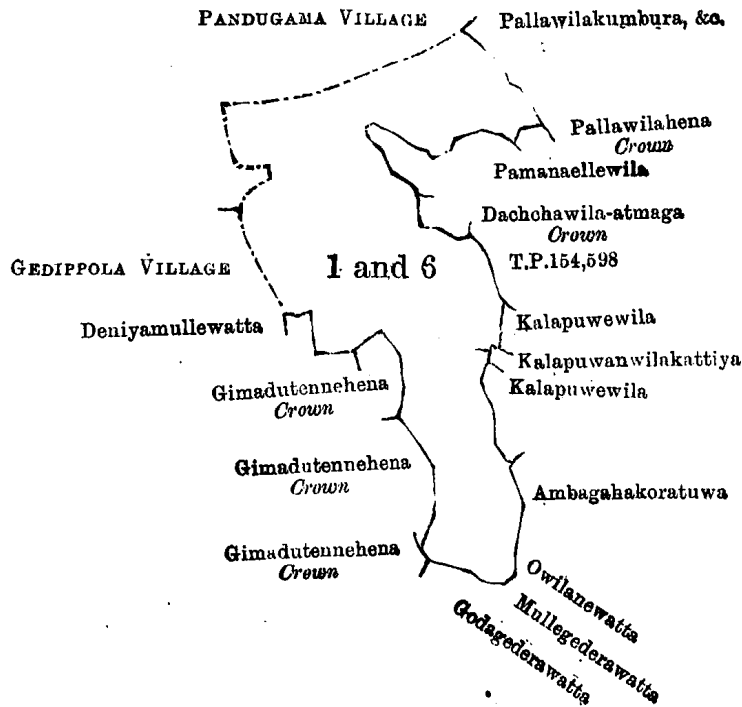 PANDUGAMA VILLAGE
Pallawilakumbura, &c.
Pallawilahena
Crown
Pamanaellewila
Dachchawila-atmaga
Crown
T.P.154,598
GEDIPPOLA VILLAGE
1 and 6
Deniyamullewatta
Kalapuwewila
Kalapuwanwilakattiya
Kalapuwewila
Gimadutennehena
Crown
Gimadutennehena
Crown
Ambagahakoratuwa
Gimadutennehena
Crown
Owilanewatta
Mullegederawatta
Godagederawatta